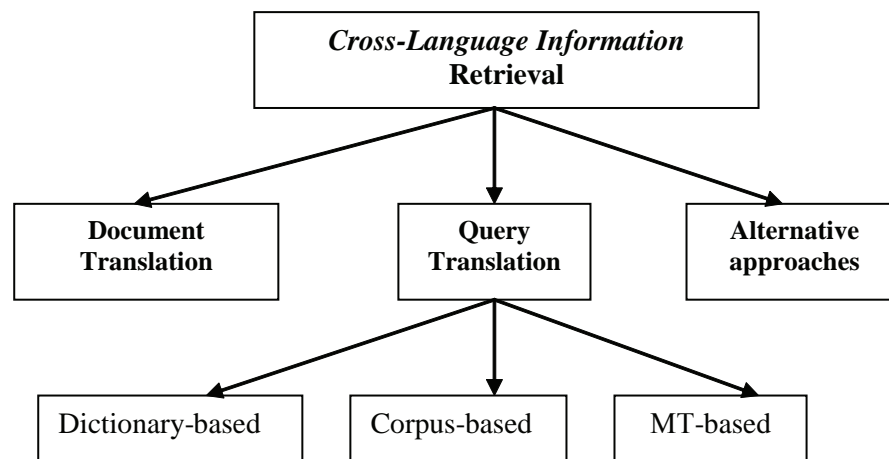 Cross-Language Information
Retrieval
Document
Translation
Query
Translation
Alternative
approaches
Dictionary-based
Corpus-based
MT-based